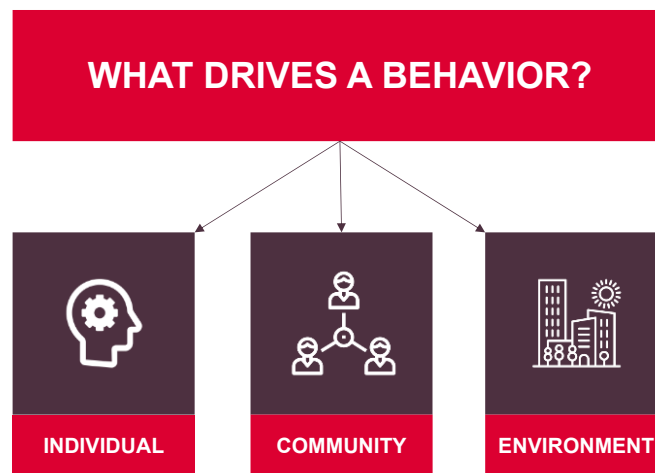 WHAT DRIVES A BEHAVIOR?
INDIVIDUAL
COMMUNITY
ENVIRONMENT